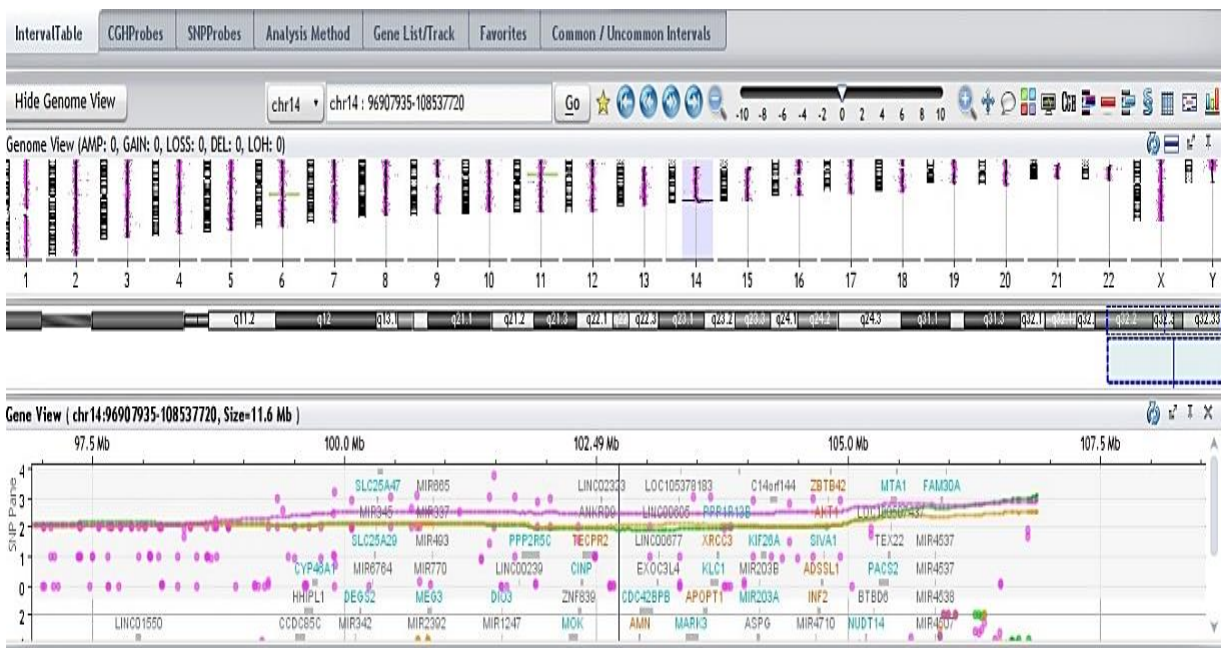 IntervalTable CGHProbes SNPProbes Analysis Method Gene List/Track Favorites Common / Uncommon Intervals
Hide Genome View chr14 chr14 : 96907935-108537720 Go -10 -8 -6 -4 -2 0 2 4 6 8 10 CGH
Genome View (AMP: 0, GAIN: 0, LOSS: 0, DEL: 0, LOH: 0)
1 2 3 4 5 6 7 8 9 10 11 12 13 14 15 16 17 18 19 20 21 22 X Y
q11.2 q12 q13.1 q21.1 q21.2 q21.3 q22.1 q22.3 q23.1 q23.2 q23.3 q24.1 q24.2 q24.3 q31.1 q31.3 q32.1 q32.2 q32.3 q32.33
Gene View ( chr14:96907935-108537720, Size=11.6 Mb )
97.5 Mb 100.0 Mb 102.49 Mb 105.0 Mb 107.5 Mb
SNP Pane
4 SLC25A47 MIR665 LINC02323 LOC105378183 C14orf144 ZBTB42 MTA1 FAM30A
3 MIR345 MIR337 ANKRD9 LINC00605 PPP1R13B AKT1
2 SLC25A29 MIR493 PPP2R5C TECPR2 LINC00677 XRCC3 KIF26A SIVA1 TEX22 MIR4537
1 CYP46A1 MIR6764 MIR770 LINC00239 CINP EXOC3L4 KLC1 MIR203B ADSSL1 PACS2 MIR4537
0 HHIPL1 DEGS2 MEG3 DIO3 ZNF839 CDC42BPB APOPT1 MIR203A INF2 BTBD6 MIR4538
2 LINC01550 CCDC85C MIR342 MIR2392 MIR1247 MOK AMN MARK3 ASPG MIR4710 NUDT14 MIR4507